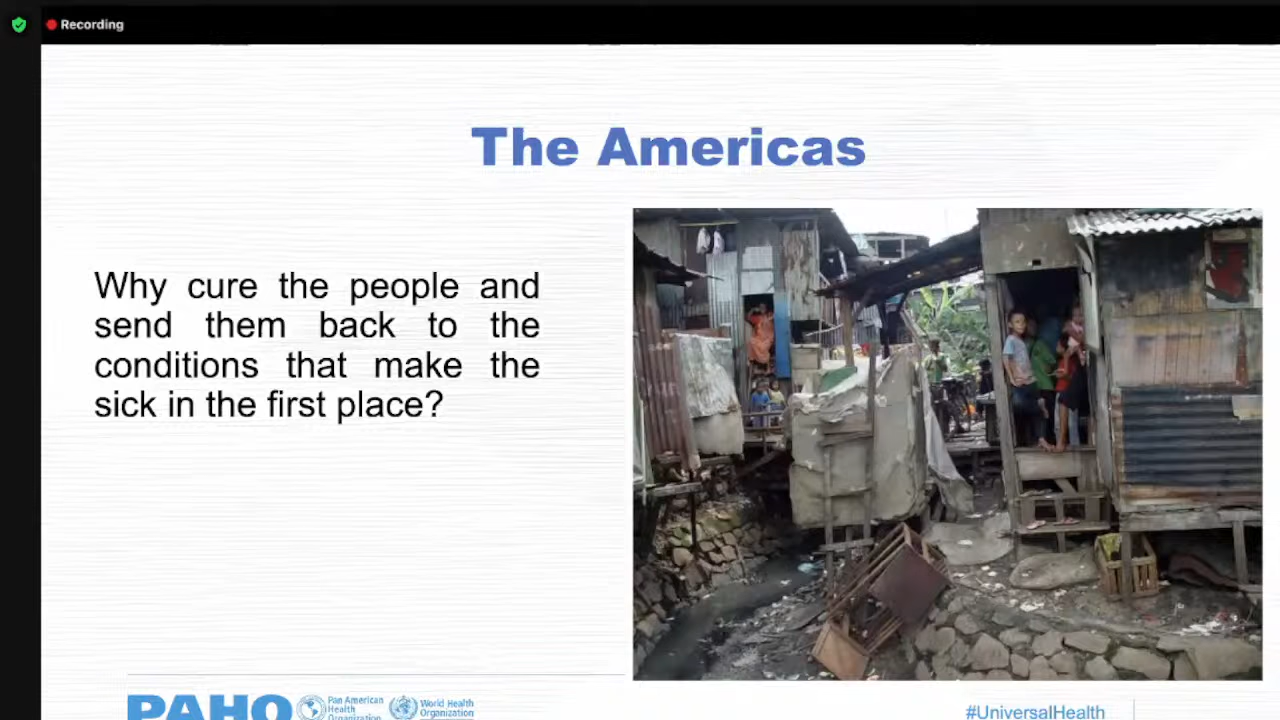 Recording
The Americas
Why cure the people and
send them back to the
conditions that make the
sick in the first place?
PAHO
Pan American
Health
Organization
World Health
Organization
#UniversalHealth